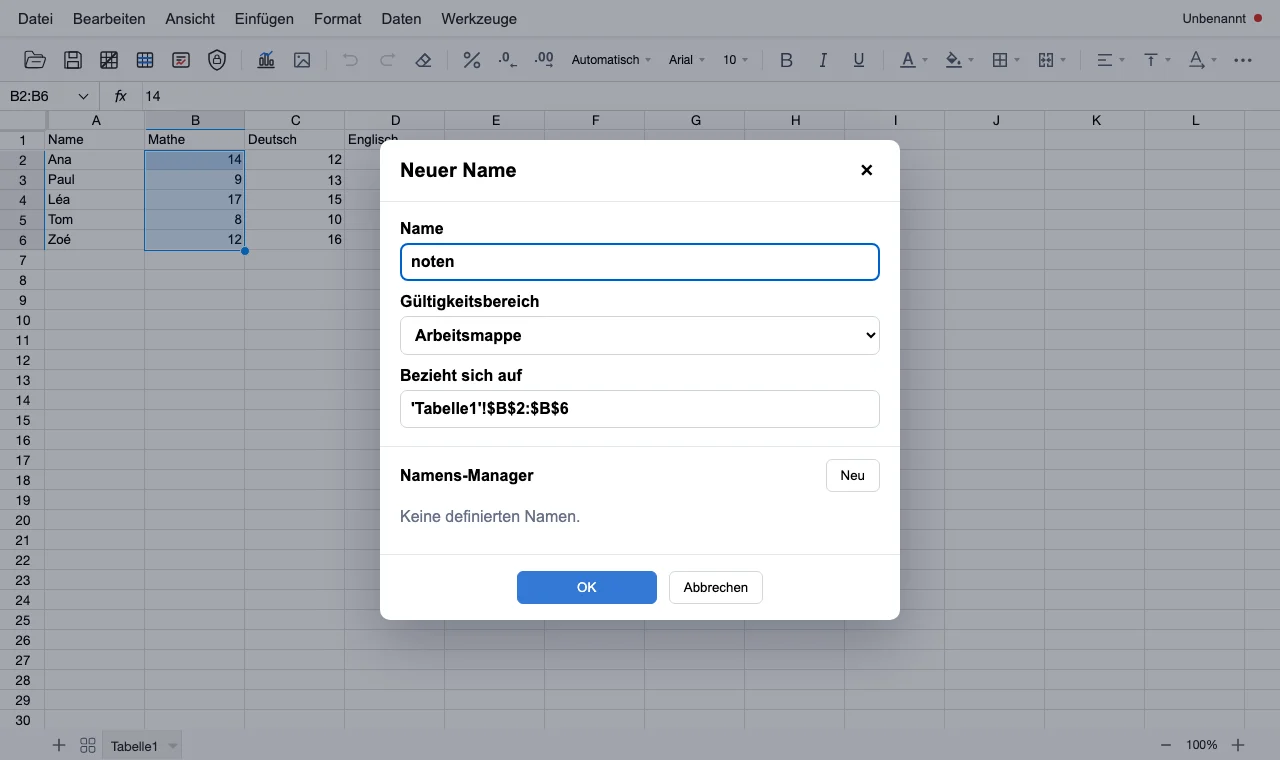 Datei Bearbeiten Ansicht Einfügen Format Daten Werkzeuge Unbenannt
Automatisch Arial 10 B I U A A
B2:B6 fx 14
A B C D E F G H I J K L
1 Name Mathe Deutsch Englisch
2 Ana 14 12
3 Paul 9 13
4 Léa 17 15
5 Tom 8 10
6 Zoé 12 16
7
8
9
10
11
12
13
14
15
16
17
18
19
20
21
22
23
24
25
26
27
28
29
30
Neuer Name
Name
noten
Gültigkeitsbereich
Arbeitsmappe
Bezieht sich auf
'Tabelle1'!$B$2:$B$6
Namens-Manager Neu
Keine definierten Namen.
OK Abbrechen
Tabelle1 100%